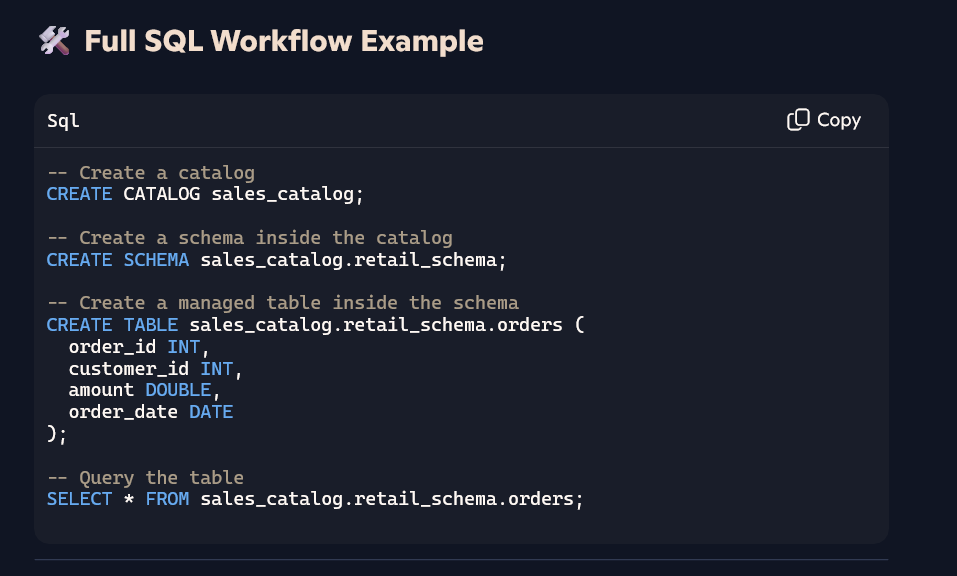 Full SQL Workflow Example
Sql
Copy
-- Create a catalog
CREATE CATALOG sales_catalog;
-- Create a schema inside the catalog
CREATE SCHEMA sales_catalog.retail_schema;
-- Create a managed table inside the schema
CREATE TABLE sales_catalog.retail_schema.orders (
  order_id INT,
  customer_id INT,
  amount DOUBLE,
  order_date DATE
);
-- Query the table
SELECT * FROM sales_catalog.retail_schema.orders;